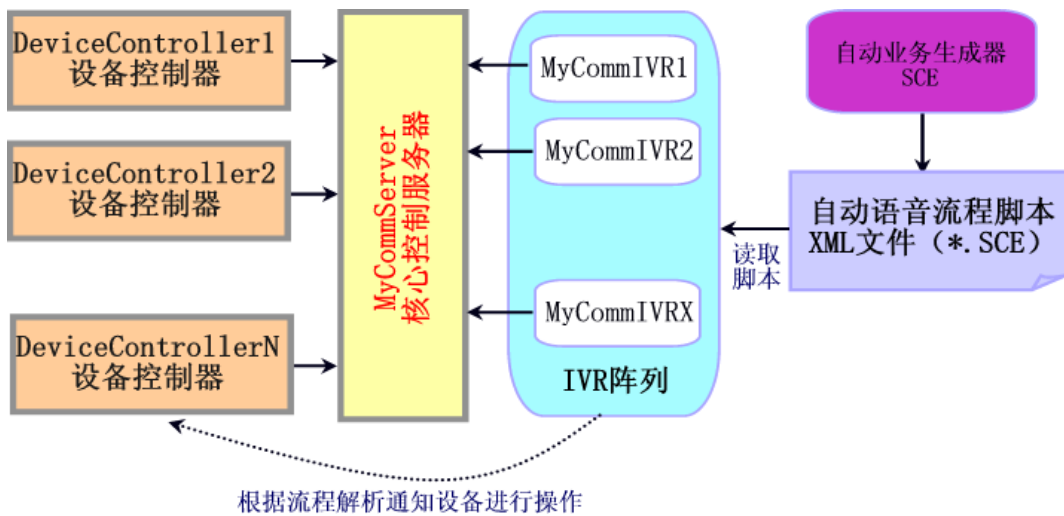 DeviceController1
设备控制器
DeviceController2
设备控制器
DeviceControllerN
设备控制器
MyCommServer
核心控制服务器
MyCommIVR1
MyCommIVR2
MyCommIVRX
IVR阵列
自动业务生成器
SCE
自动语音流程脚本
XML文件（*.SCE）
读取
脚本
根据流程解析通知设备进行操作